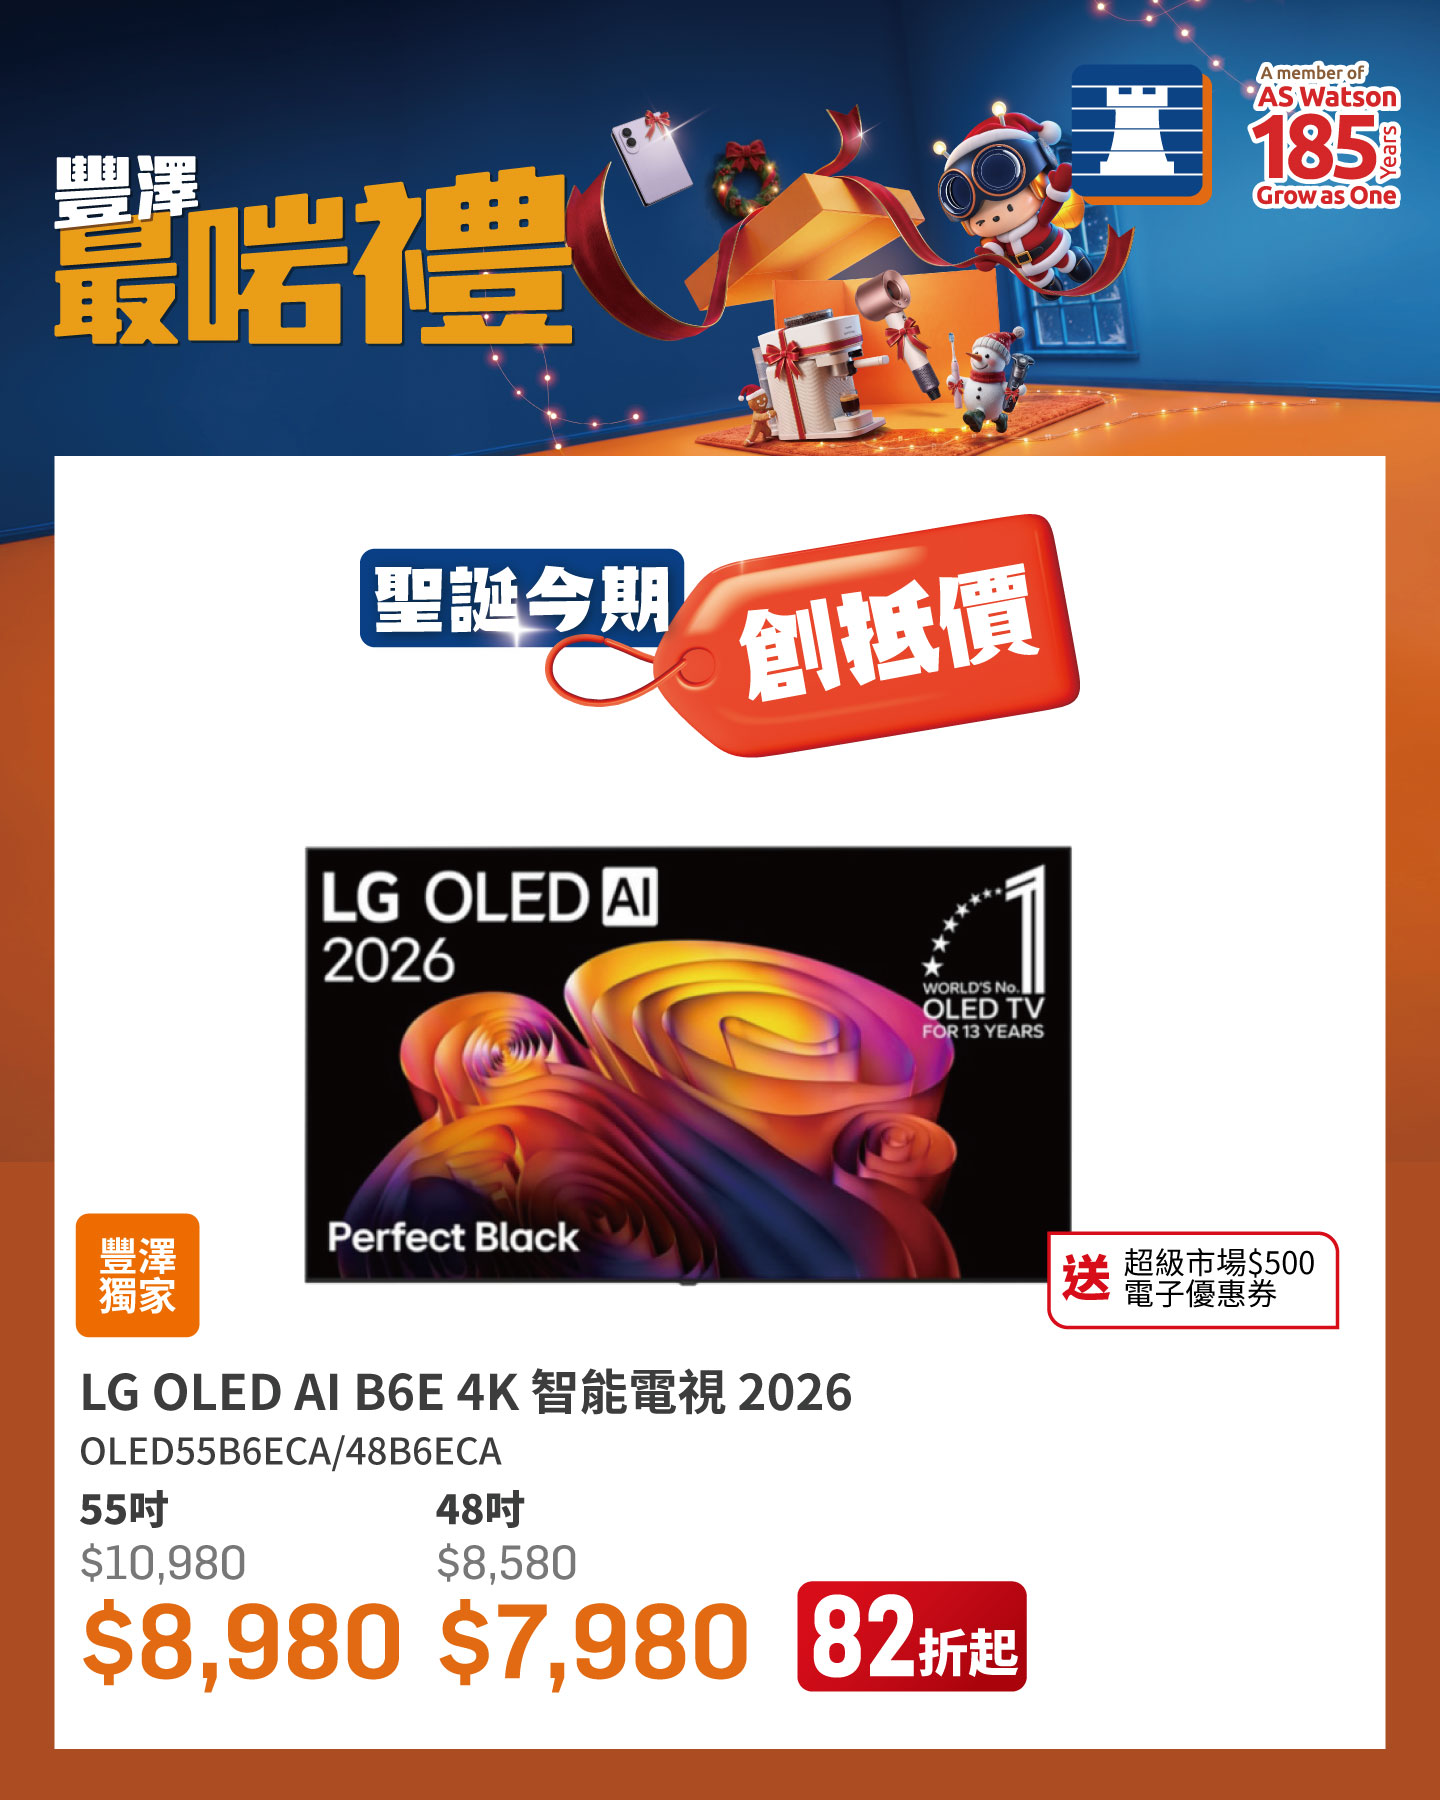 豐澤
最啱禮
A member of
AS Watson
185 Years
Grow as One
聖誕今期
創抵價
LG OLED AI
2026
1
WORLD'S No.
OLED TV
FOR 13 YEARS
Perfect Black
豐澤
獨家
送 超級市場$500
電子優惠券
LG OLED AI B6E 4K 智能電視 2026
OLED55B6ECA/48B6ECA
55吋 48吋
$10,980 $8,580
$8,980 $7,980 82折起